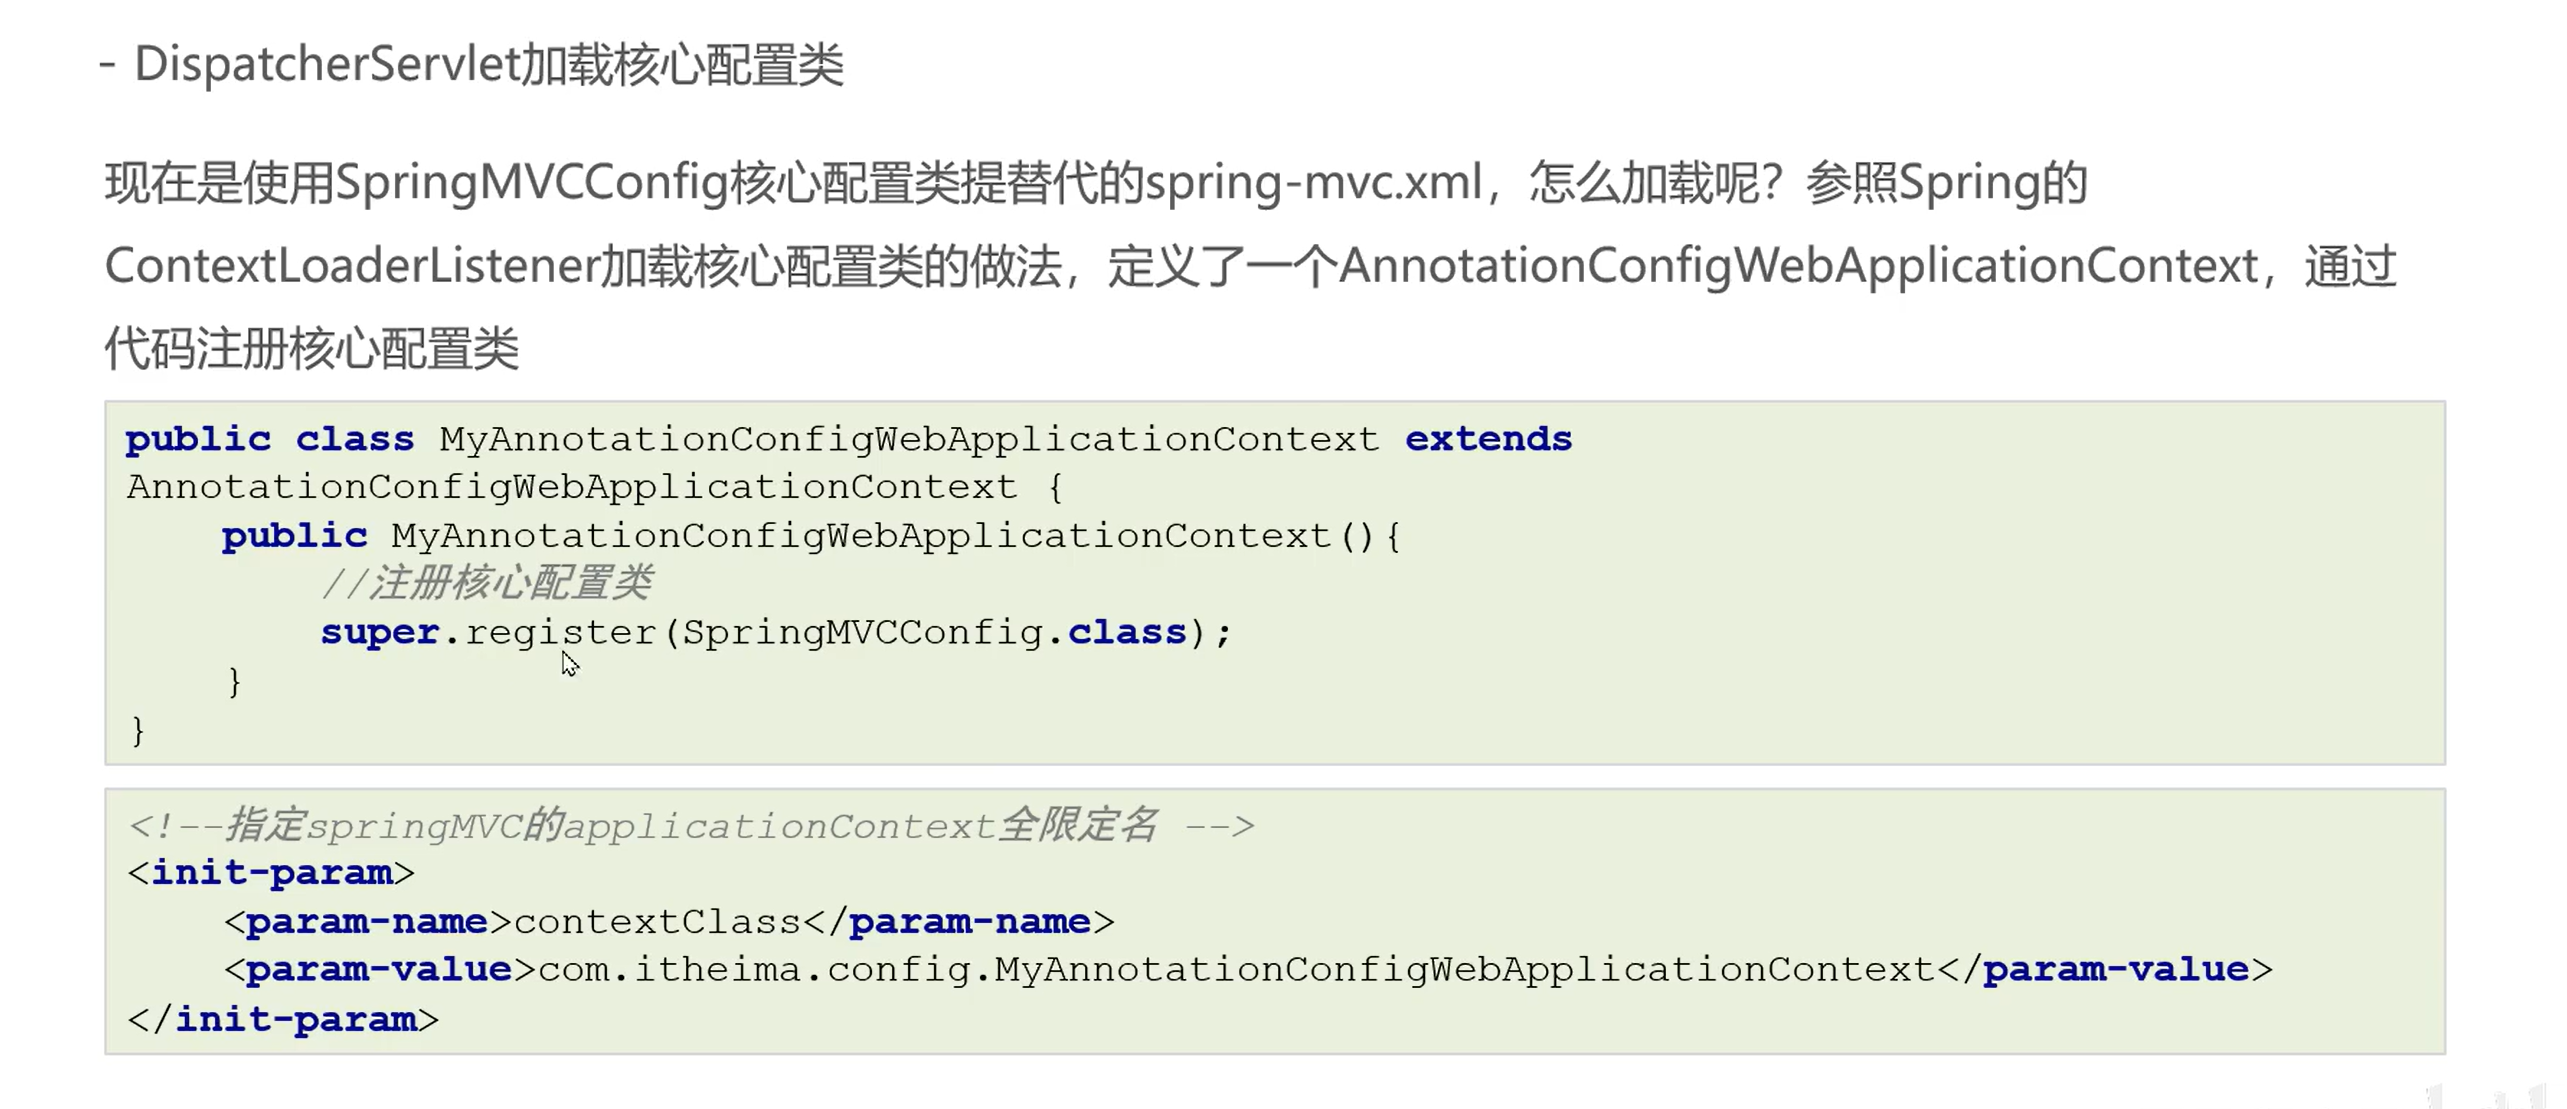 - DispatcherServlet加载核心配置类
现在是使用SpringMVCConfig核心配置类提替代的spring-mvc.xml，怎么加载呢？参照Spring的
ContextLoaderListener加载核心配置类的做法，定义了一个AnnotationConfigWebApplicationContext，通过
代码注册核心配置类
public class MyAnnotationConfigWebApplicationContext extends
AnnotationConfigWebApplicationContext {
    public MyAnnotationConfigWebApplicationContext(){
        //注册核心配置类
        super.register(SpringMVCConfig.class);
    }
}
<!--指定springMVC的applicationContext全限定名 -->
<init-param>
    <param-name>contextClass</param-name>
    <param-value>com.itheima.config.MyAnnotationConfigWebApplicationContext</param-value>
</init-param>